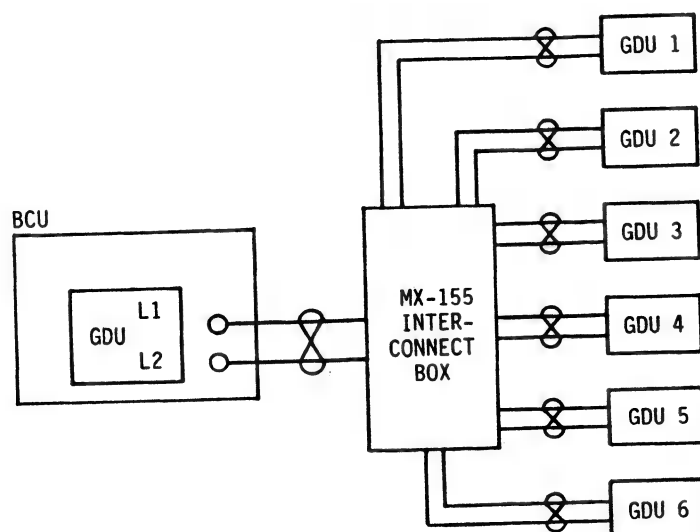 GDU 1
GDU 2
BCU
GDU 3
L1
GDU
L2
MX-155
INTER-
CONNECT
BOX
GDU 4
GDU 5
GDU 6